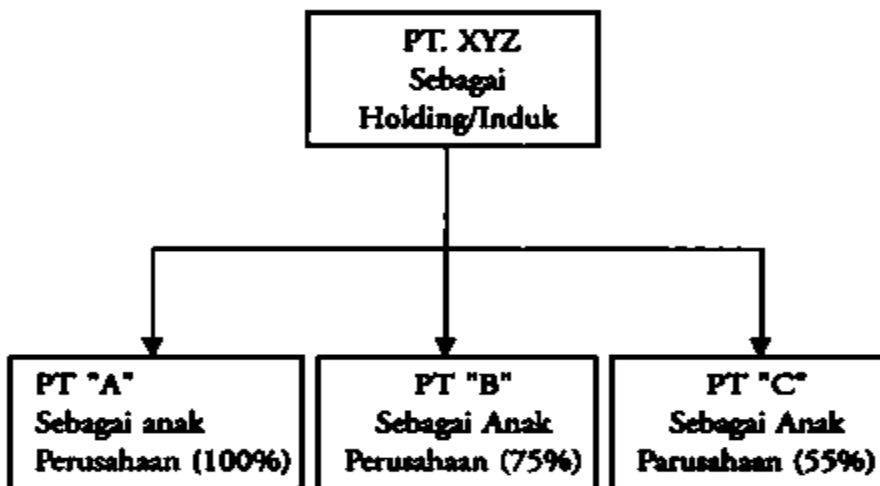 PT. XYZ
Sebagai
Holding/Induk
PT "A"
Sebagai anak
Perusahaan (100%)
PT "B"
Sebagai Anak
Perusahaan (75%)
PT "C"
Sebagai Anak
Parusahaan (55%)